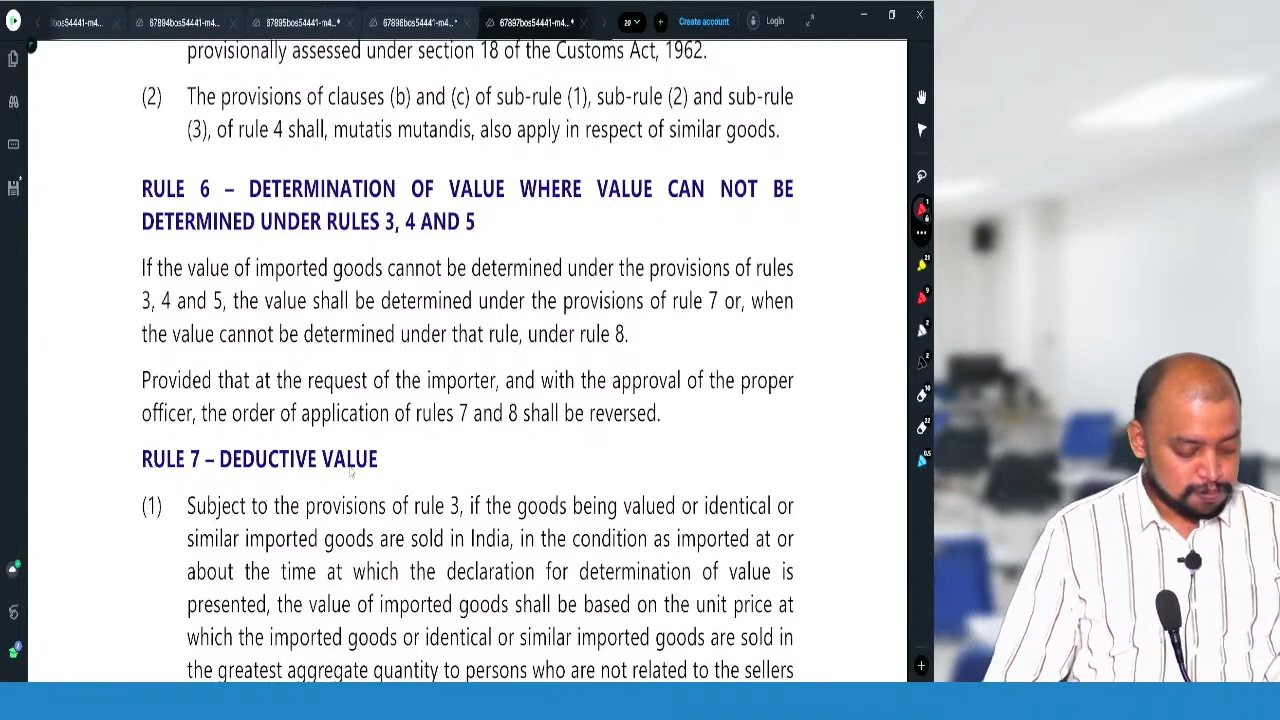 67894bos54441-m4...
67895bos54441-m4...*
67896bos54441-m4...*
67897bos54441-m4...*
20
Create account
Login
provisionally assessed under section 18 of the Customs Act, 1962.
(2) The provisions of clauses (b) and (c) of sub-rule (1), sub-rule (2) and sub-rule
(3), of rule 4 shall, mutatis mutandis, also apply in respect of similar goods.
RULE 6 – DETERMINATION OF VALUE WHERE VALUE CAN NOT BE
DETERMINED UNDER RULES 3, 4 AND 5
If the value of imported goods cannot be determined under the provisions of rules
3, 4 and 5, the value shall be determined under the provisions of rule 7 or, when
the value cannot be determined under that rule, under rule 8.
Provided that at the request of the importer, and with the approval of the proper
officer, the order of application of rules 7 and 8 shall be reversed.
RULE 7 – DEDUCTIVE VALUE
(1) Subject to the provisions of rule 3, if the goods being valued or identical or
similar imported goods are sold in India, in the condition as imported at or
about the time at which the declaration for determination of value is
presented, the value of imported goods shall be based on the unit price at
which the imported goods or identical or similar imported goods are sold in
the greatest aggregate quantity to persons who are not related to the sellers